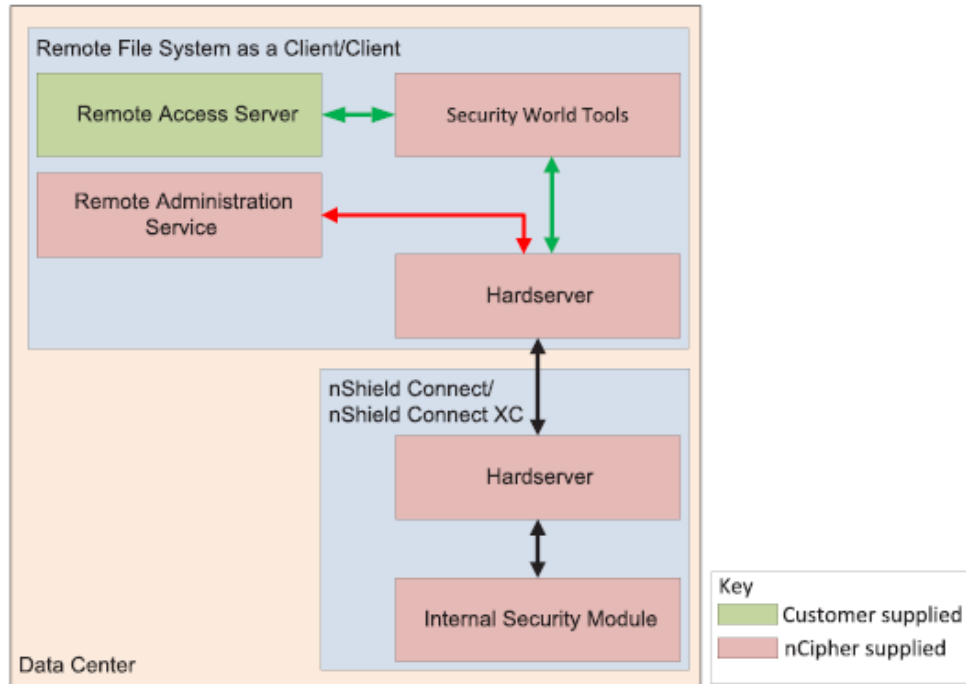 Remote File System as a Client/Client
Remote Access Server
Security World Tools
Remote Administration
Service
Hardserver
nShield Connect/
nShield Connect XC
Hardserver
Internal Security Module
Data Center
Key
Customer supplied
nCipher supplied